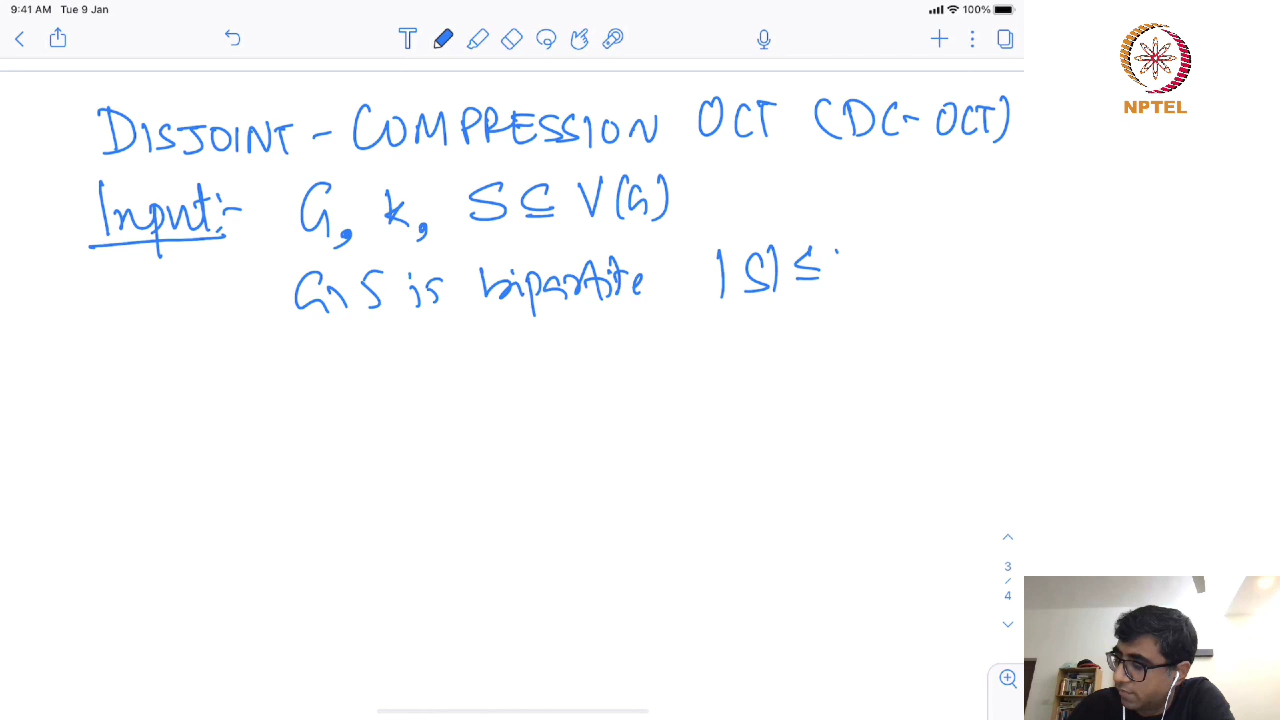 9:41 AM Tue 9 Jan
100%
NPTEL
DISJOINT - COMPRESSION OCT (DC-OCT)
Input:- G, k, S ⊆ V(G)
G\S is bipartite |S| ≤
3
/
4